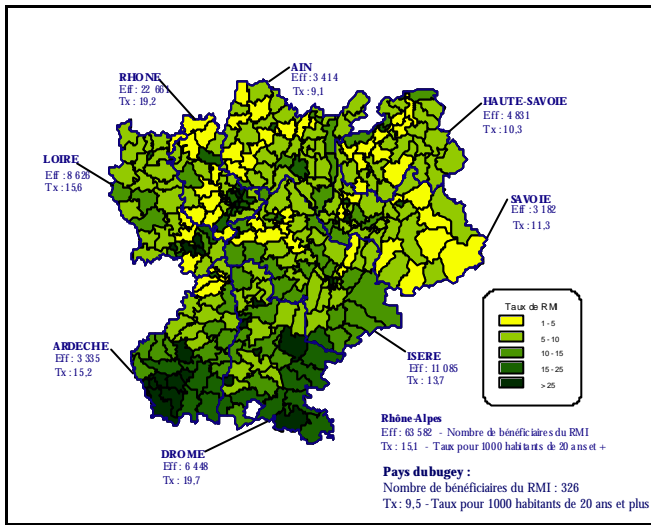 AIN
Eff : 3 414
Tx : 9,1
RHONE
Eff : 22 661
Tx : 19,2
HAUTE-SAVOIE
Eff : 4 831
Tx : 10,3
LOIRE
Eff : 8 626
Tx : 15,6
SAVOIE
Eff : 3 182
Tx : 11,3
Taux de RMI
1 - 5
5 - 10
10 - 15
15 - 25
> 25
ARDECHE
Eff : 3 335
Tx : 15,2
ISERE
Eff : 11 085
Tx : 13,7
DROME
Eff : 6 448
Tx : 19,7
Rhône-Alpes
Eff : 63 582 - Nombre de bénéficiaires du RMI
Tx : 15,1 - Taux pour 1000 habitants de 20 ans et +
Pays du bugey :
Nombre de bénéficiaires du RMI : 326
Tx : 9,5 - Taux pour 1000 habitants de 20 ans et plus